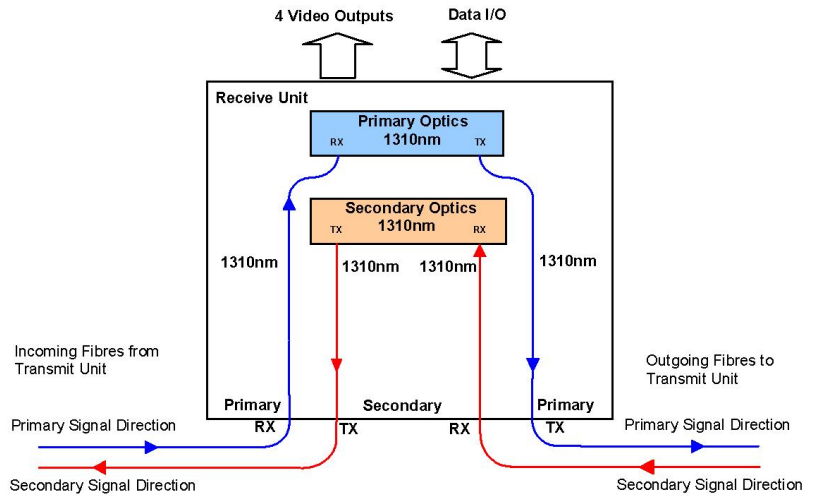 4 Video Outputs
Data I/O
Receive Unit
Primary Optics
1310nm
RX
TX
Secondary Optics
1310nm
TX
RX
1310nm
1310nm
1310nm
1310nm
Incoming Fibres from
Transmit Unit
Outgoing Fibres to
Transmit Unit
Primary
Secondary
Primary
RX
TX
RX
TX
Primary Signal Direction
Primary Signal Direction
Secondary Signal Direction
Secondary Signal Direction